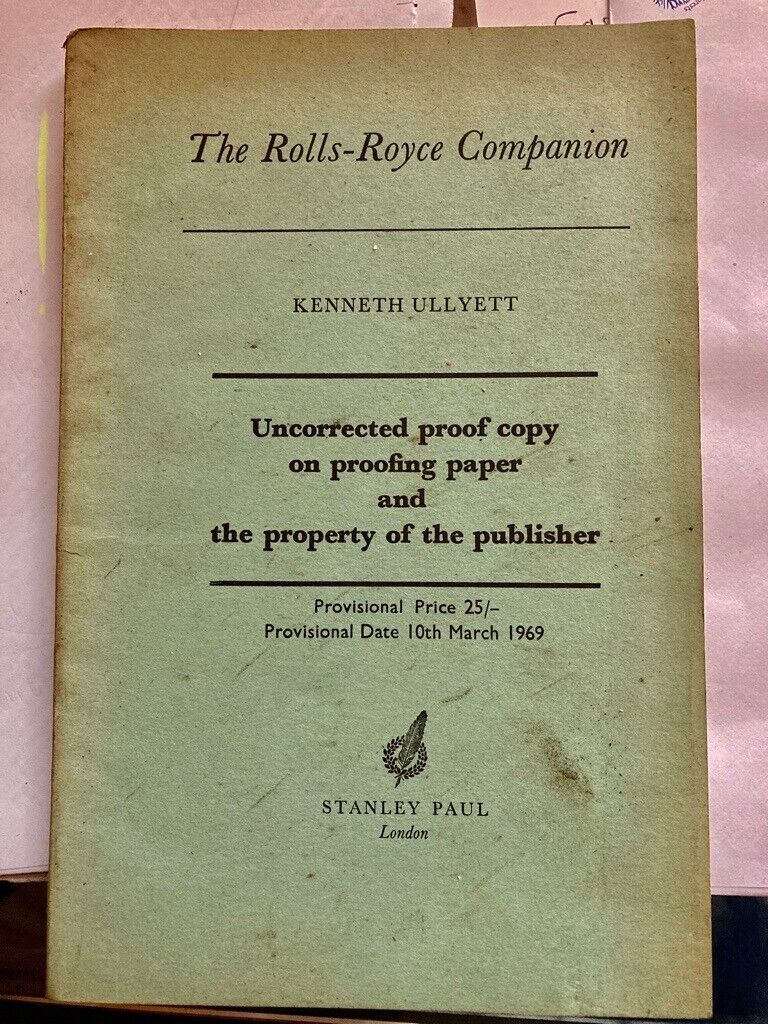 The Rolls-Royce Companion
KENNETH ULLYETT
Uncorrected proof copy
on proofing paper
and
the property of the publisher
Provisional Price 25/-
Provisional Date 10th March 1969
STANLEY PAUL
London